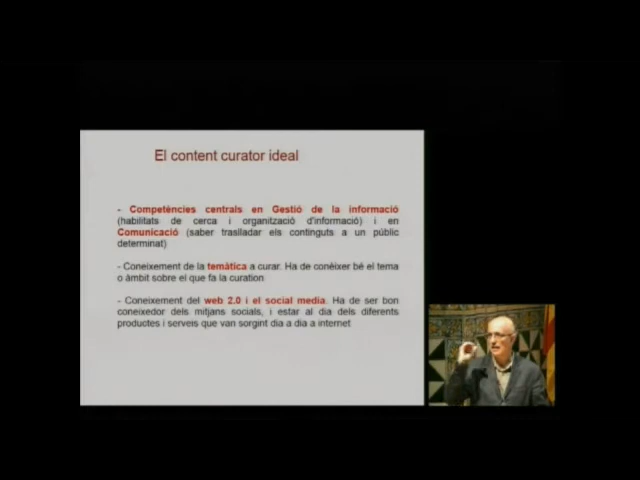 El content curator ideal
- Competències centrals en Gestió de la informació
(habilitats de cerca i organització d'informació) i en
Comunicació (saber traslladar els continguts a un públic
determinat)
- Coneixement de la temàtica a curar. Ha de conèixer bé el tema
o àmbit sobre el que fa la curation
- Coneixement del web 2.0 i el social media. Ha de ser bon
coneixedor dels mitjans socials, i estar al dia dels diferents
productes i serveis que van sorgint dia a dia a internet